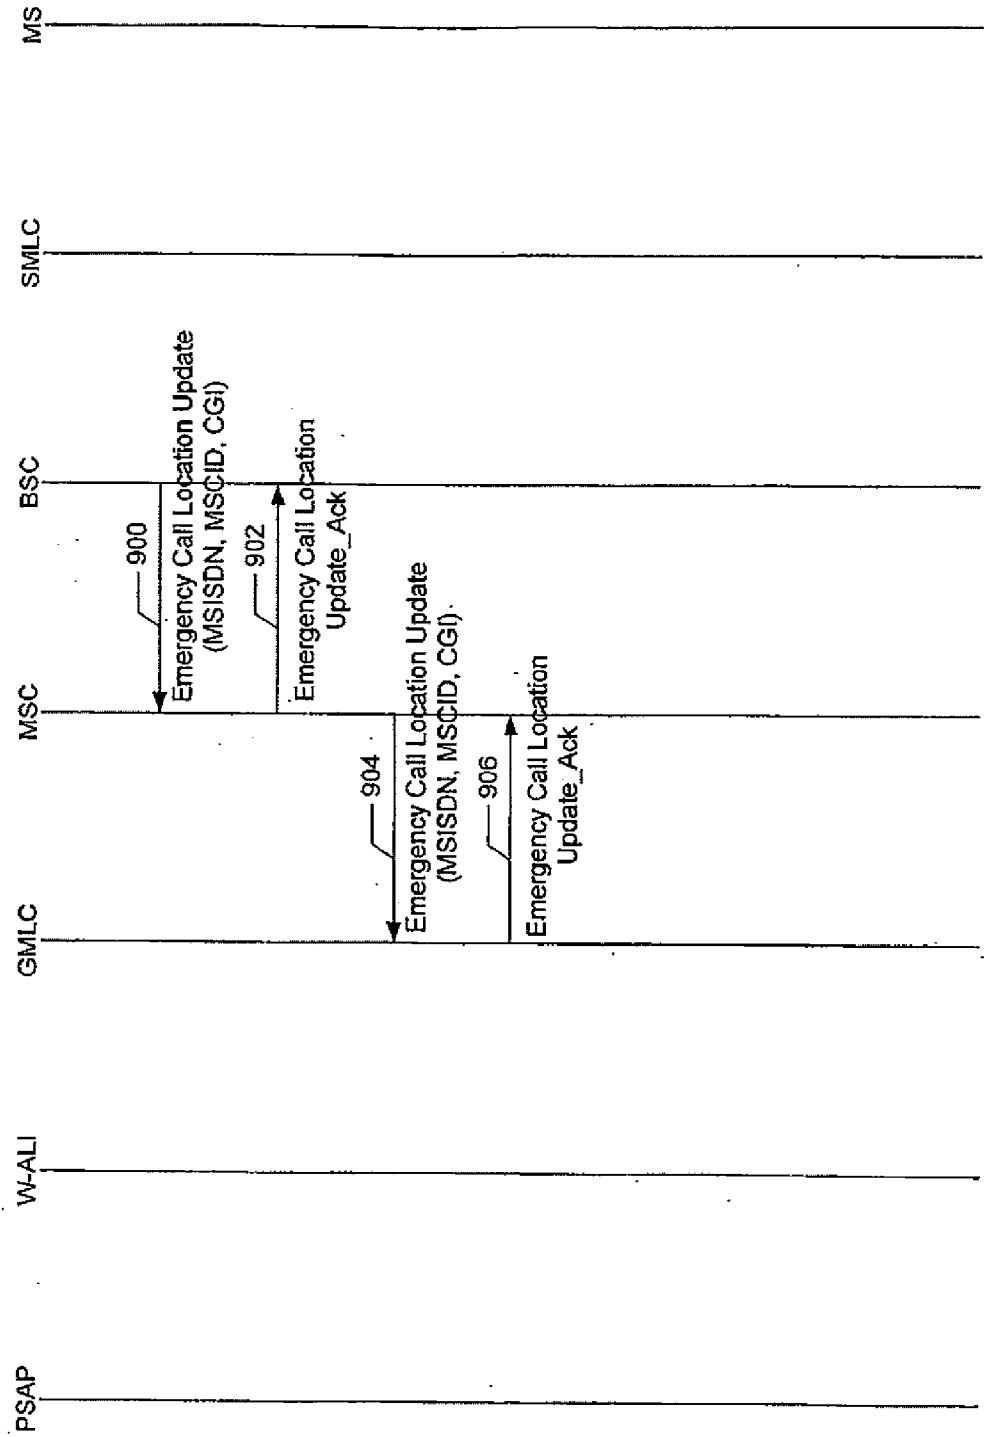 PSAP
W-ALI
GMLC
MSC
BSC
SMLC
MS
900
Emergency Call Location Update
(MSISDN, MSCID, CGI)
902
Emergency Call Location
Update_Ack
904
Emergency Call Location Update
(MSISDN, MSCID, CGI)
906
Emergency Call Location
Update_Ack